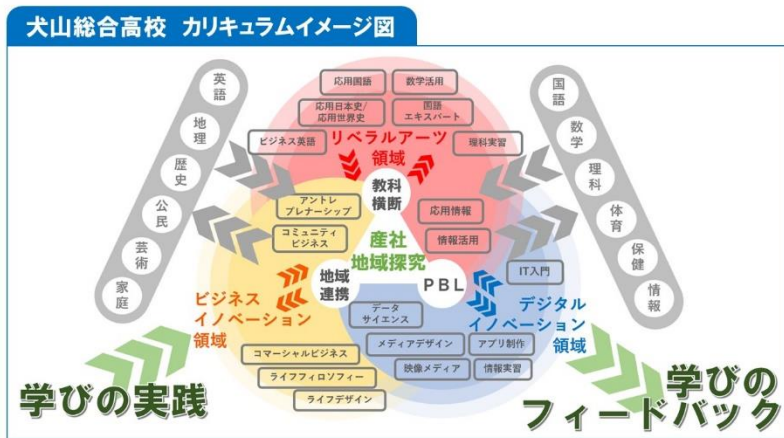 犬山総合高校 カリキュラムイメージ図
英語
地理
歴史
公民
芸術
家庭
国語
数学
理科
体育
保健
情報
応用国語
数学活用
応用日本史/
応用世界史
国語
エキスパート
ビジネス英語
リベラルアーツ
領域
理科実習
教科
横断
アントレ
プレナーシップ
応用情報
コミュニティ
ビジネス
情報活用
産社
地域探究
地域
連携
PBL
IT入門
ビジネス
イノベーション
領域
デジタル
イノベーション
領域
データ
サイエンス
メディアデザイン
アプリ制作
映像メディア
情報実習
コマーシャルビジネス
ライフフィロソフィー
ライフデザイン
学びの実践
学びの
フィードバック